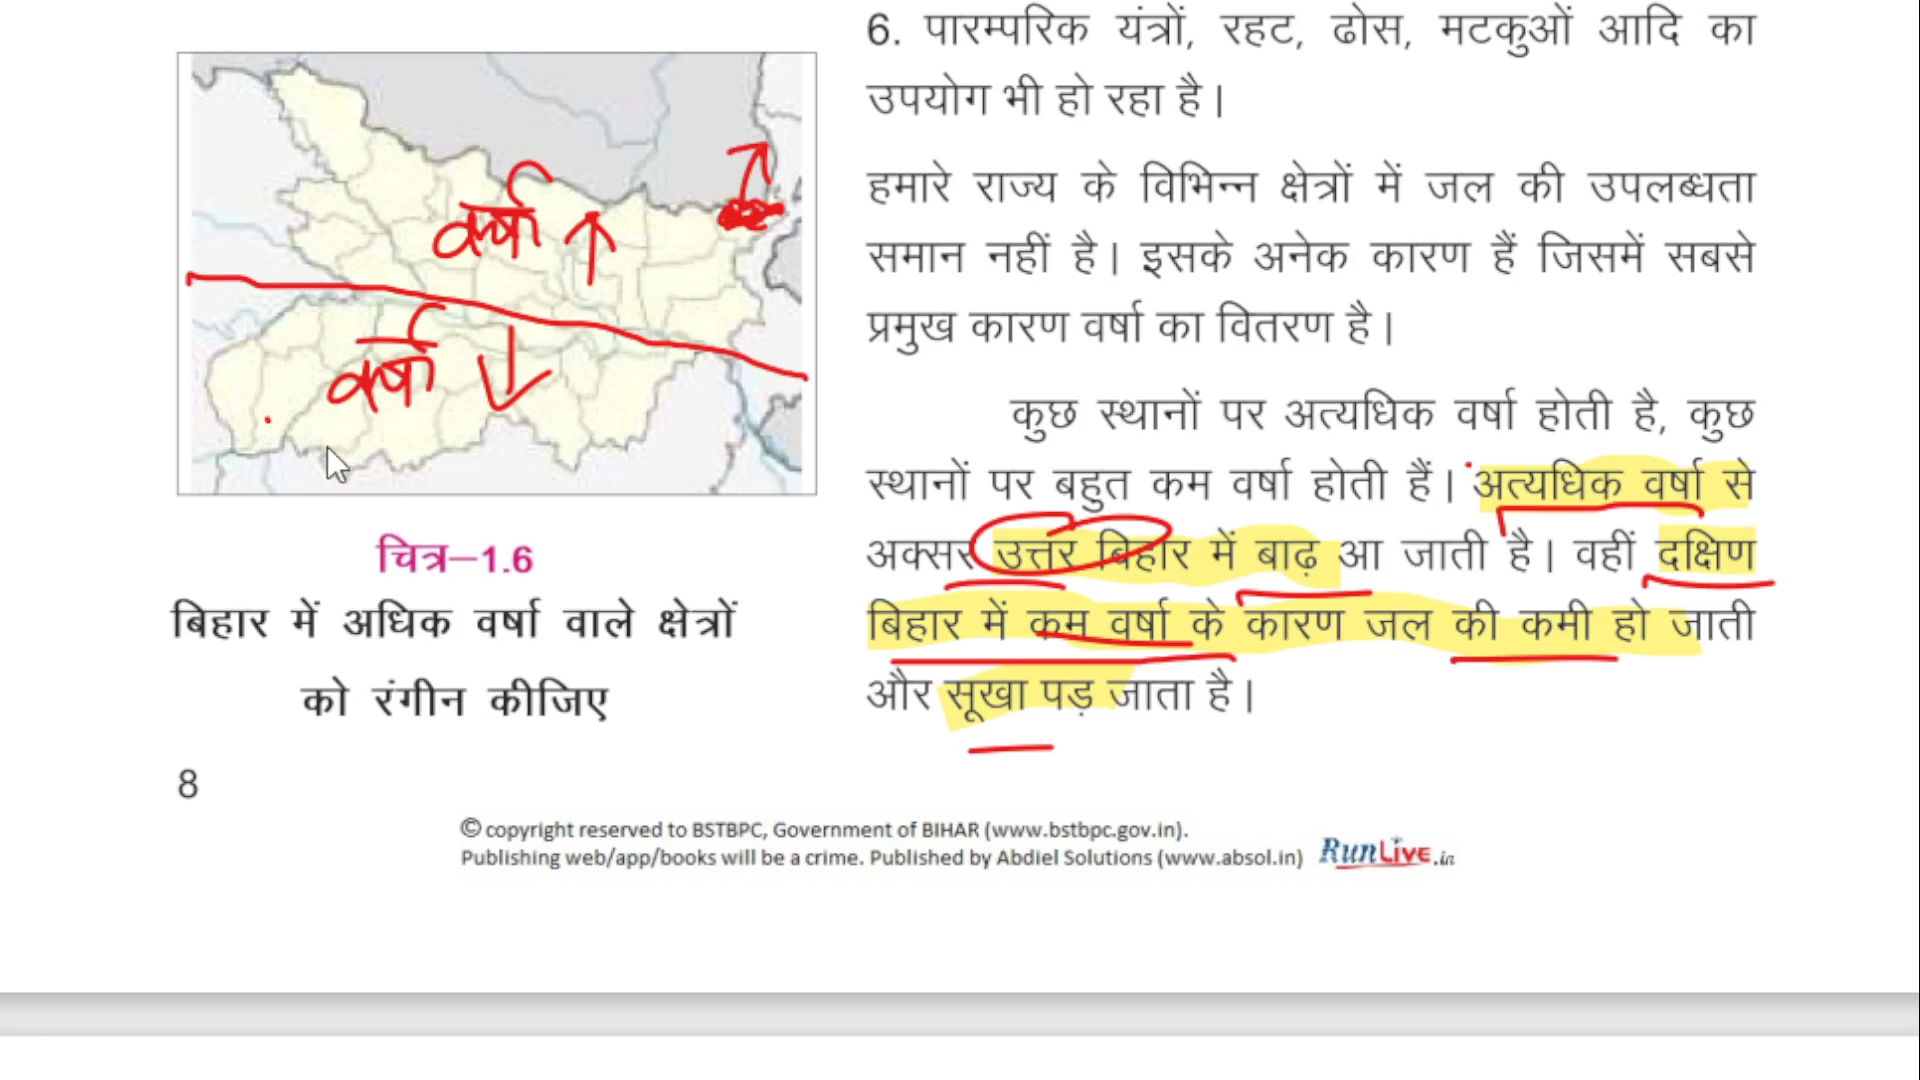 6. पारम्परिक यंत्रों, रहट, ढोस, मटकुओं आदि का
उपयोग भी हो रहा है।
हमारे राज्य के विभिन्न क्षेत्रों में जल की उपलब्धता
समान नहीं है। इसके अनेक कारण हैं जिसमें सबसे
प्रमुख कारण वर्षा का वितरण है।
कुछ स्थानों पर अत्यधिक वर्षा होती है, कुछ
स्थानों पर बहुत कम वर्षा होती हैं। अत्यधिक वर्षा से
अक्सर उत्तर बिहार में बाढ़ आ जाती है। वहीं दक्षिण
बिहार में कम वर्षा के कारण जल की कमी हो जाती
और सूखा पड़ जाता है।
वर्षा ↑
वर्षा ↓
चित्र–1.6
बिहार में अधिक वर्षा वाले क्षेत्रों
को रंगीन कीजिए
8
© copyright reserved to BSTBPC, Government of BIHAR (www.bstbpc.gov.in).
Publishing web/app/books will be a crime. Published by Abdiel Solutions (www.absol.in) RunLive.in